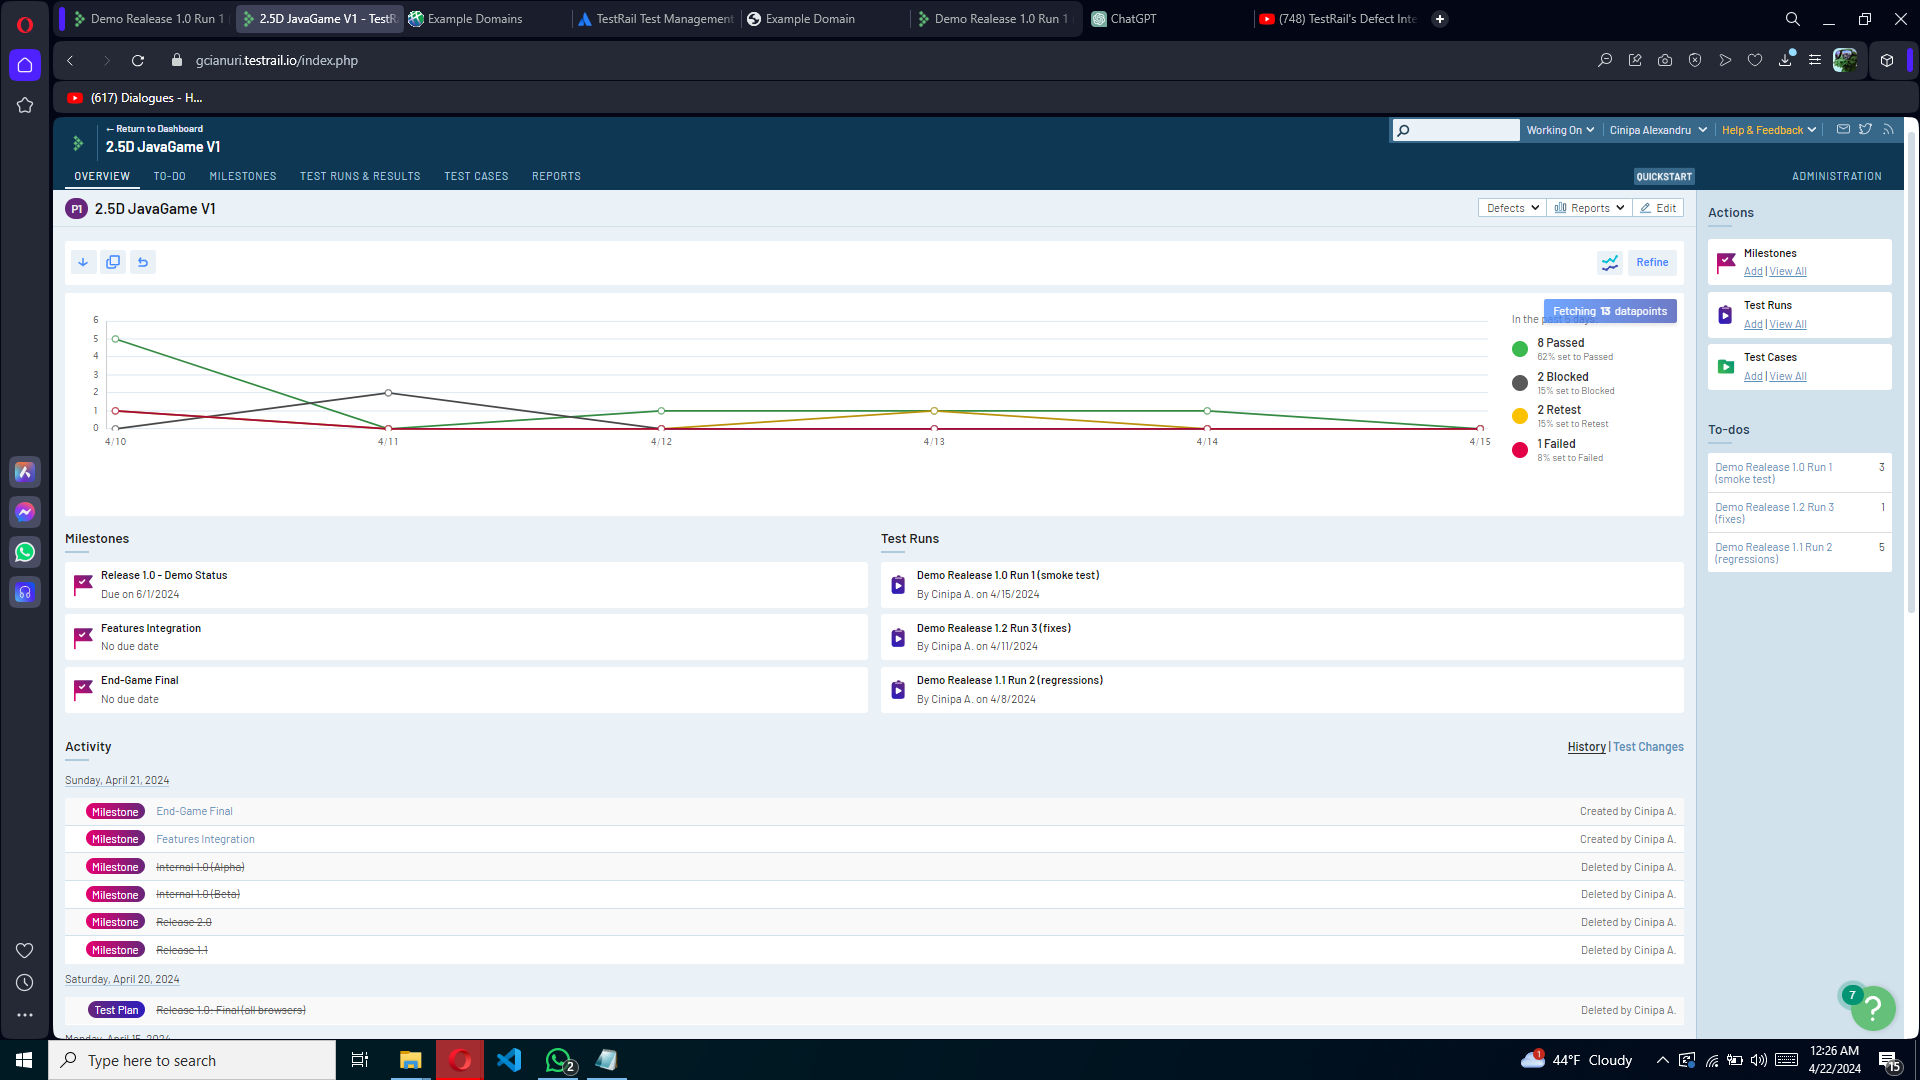 Demo Realease 1.0 Run 1
2.5D JavaGame V1 - TestR
Example Domains
TestRail Test Management
Example Domain
Demo Realease 1.0 Run 1
ChatGPT
(748) TestRail's Defect Inte
gcianuri.testrail.io/index.php
(617) Dialogues - H...
← Return to Dashboard
2.5D JavaGame V1
Working On
Cinipa Alexandru
Help & Feedback
OVERVIEW
TO-DO
MILESTONES
TEST RUNS & RESULTS
TEST CASES
REPORTS
QUICKSTART
ADMINISTRATION
P1
2.5D JavaGame V1
Defects
Reports
Edit
Refine
Fetching 13 datapoints
In the
6
5
4
3
2
1
0
4/10
4/11
4/12
4/13
4/14
4/15
8 Passed
62% set to Passed
2 Blocked
15% set to Blocked
2 Retest
15% set to Retest
1 Failed
8% set to Failed
Milestones
Release 1.0 - Demo Status
Due on 6/1/2024
Features Integration
No due date
End-Game Final
No due date
Test Runs
Demo Realease 1.0 Run 1 (smoke test)
By Cinipa A. on 4/15/2024
Demo Realease 1.2 Run 3 (fixes)
By Cinipa A. on 4/11/2024
Demo Realease 1.1 Run 2 (regressions)
By Cinipa A. on 4/8/2024
Activity
History | Test Changes
Sunday, April 21, 2024
Milestone End-Game Final Created by Cinipa A.
Milestone Features Integration Created by Cinipa A.
Milestone Internal 1.0 (Alpha) Deleted by Cinipa A.
Milestone Internal 1.0 (Beta) Deleted by Cinipa A.
Milestone Release 2.0 Deleted by Cinipa A.
Milestone Release 1.1 Deleted by Cinipa A.
Saturday, April 20, 2024
Test Plan Release 1.0: Final (all browsers) Deleted by Cinipa A.
Monday, April 15, 2024
Actions
Milestones
Add | View All
Test Runs
Add | View All
Test Cases
Add | View All
To-dos
Demo Realease 1.0 Run 1 3
(smoke test)
Demo Realease 1.2 Run 3 1
(fixes)
Demo Realease 1.1 Run 2 5
(regressions)
7
?
Type here to search
2
1
44°F Cloudy
12:26 AM
4/22/2024
15